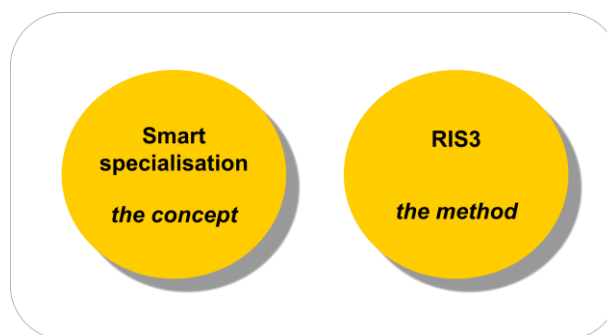 Smart
specialisation
the concept
RIS3
the method